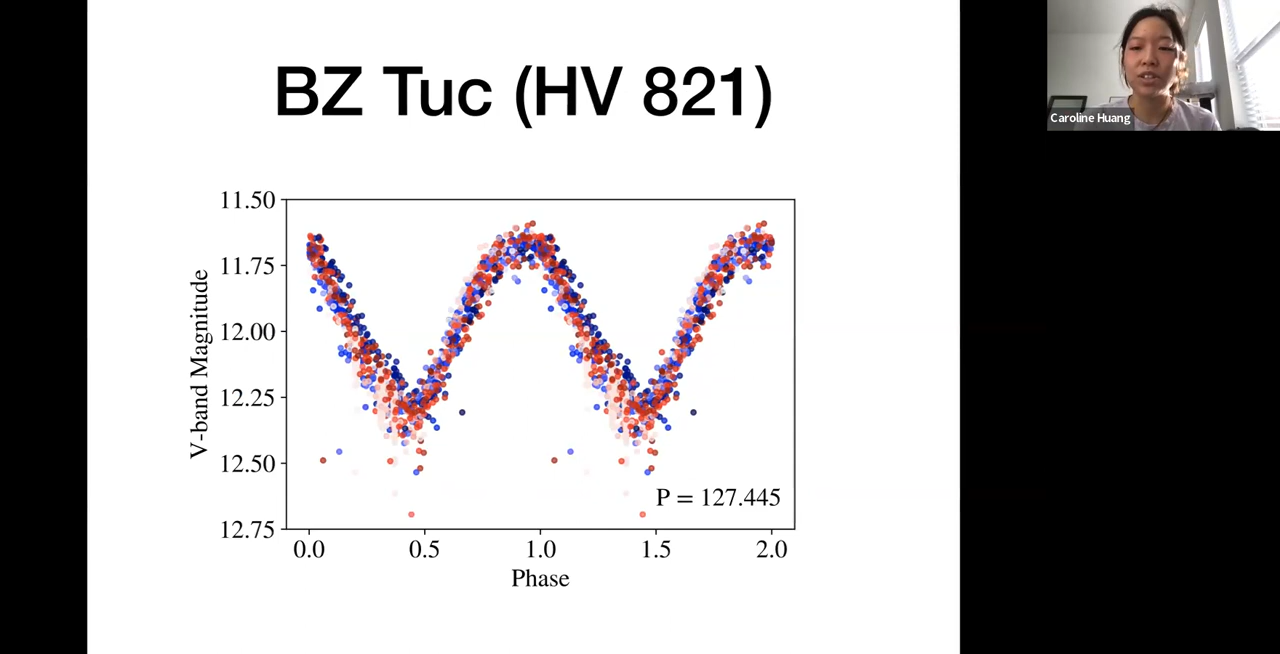 BZ Tuc (HV 821)
Caroline Huang
V-band Magnitude
11.50
11.75
12.00
12.25
12.50
12.75
P = 127.445
0.0 0.5 1.0 1.5 2.0
Phase